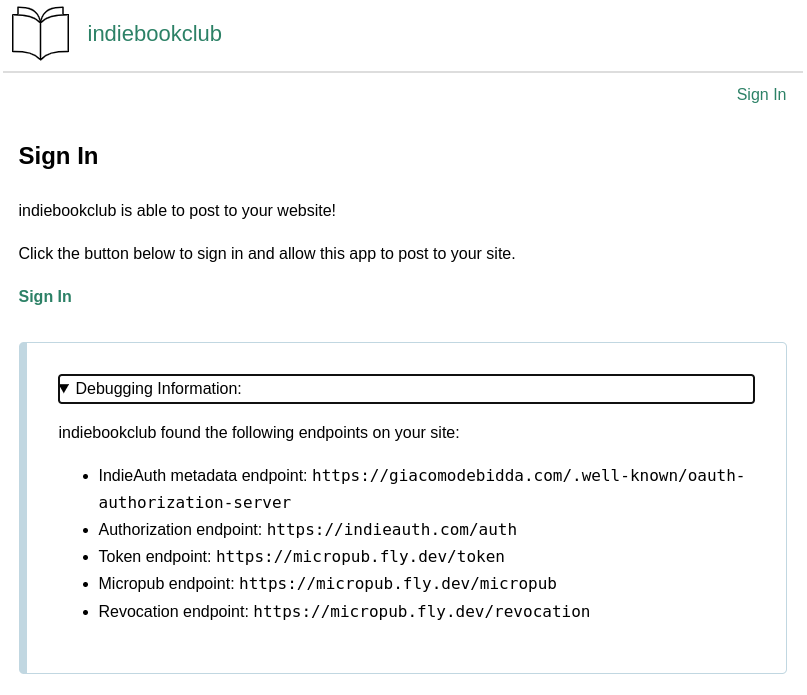 indiebookclub
Sign In
Sign In
indiebookclub is able to post to your website!
Click the button below to sign in and allow this app to post to your site.
Sign In
▼ Debugging Information:
indiebookclub found the following endpoints on your site:
• IndieAuth metadata endpoint: https://giacomodebidda.com/.well-known/oauth-
authorization-server
• Authorization endpoint: https://indieauth.com/auth
• Token endpoint: https://micropub.fly.dev/token
• Micropub endpoint: https://micropub.fly.dev/micropub
• Revocation endpoint: https://micropub.fly.dev/revocation